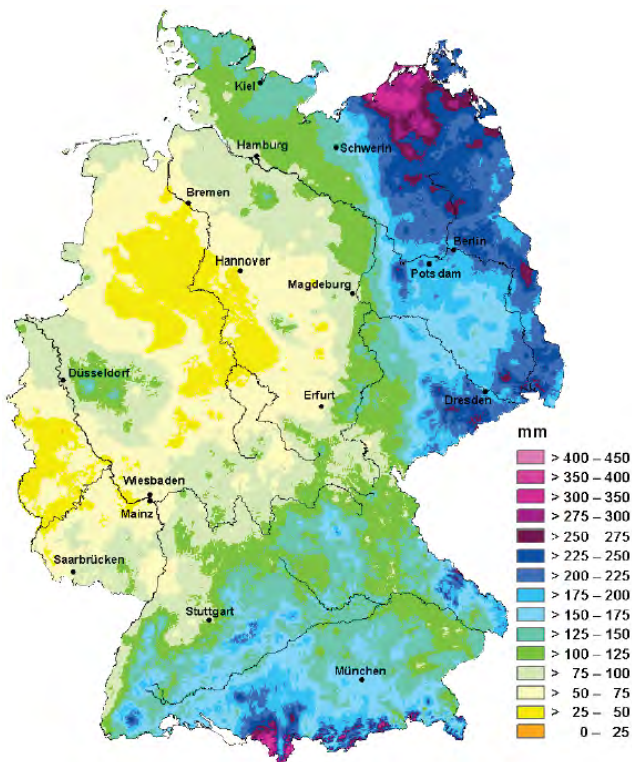 Kiel
Hamburg
Schwerin
Bremen
Hannover
Berlin
Potsdam
Magdeburg
Düsseldorf
Erfurt
Dresden
Wiesbaden
Mainz
Saarbrücken
Stuttgart
München
mm
> 400 – 450
> 350 – 400
> 300 – 350
> 275 – 300
> 250 275
> 225 – 250
> 200 – 225
> 175 – 200
> 150 – 175
> 125 – 150
> 100 – 125
> 75 – 100
> 50 – 75
> 25 – 50
0 – 25